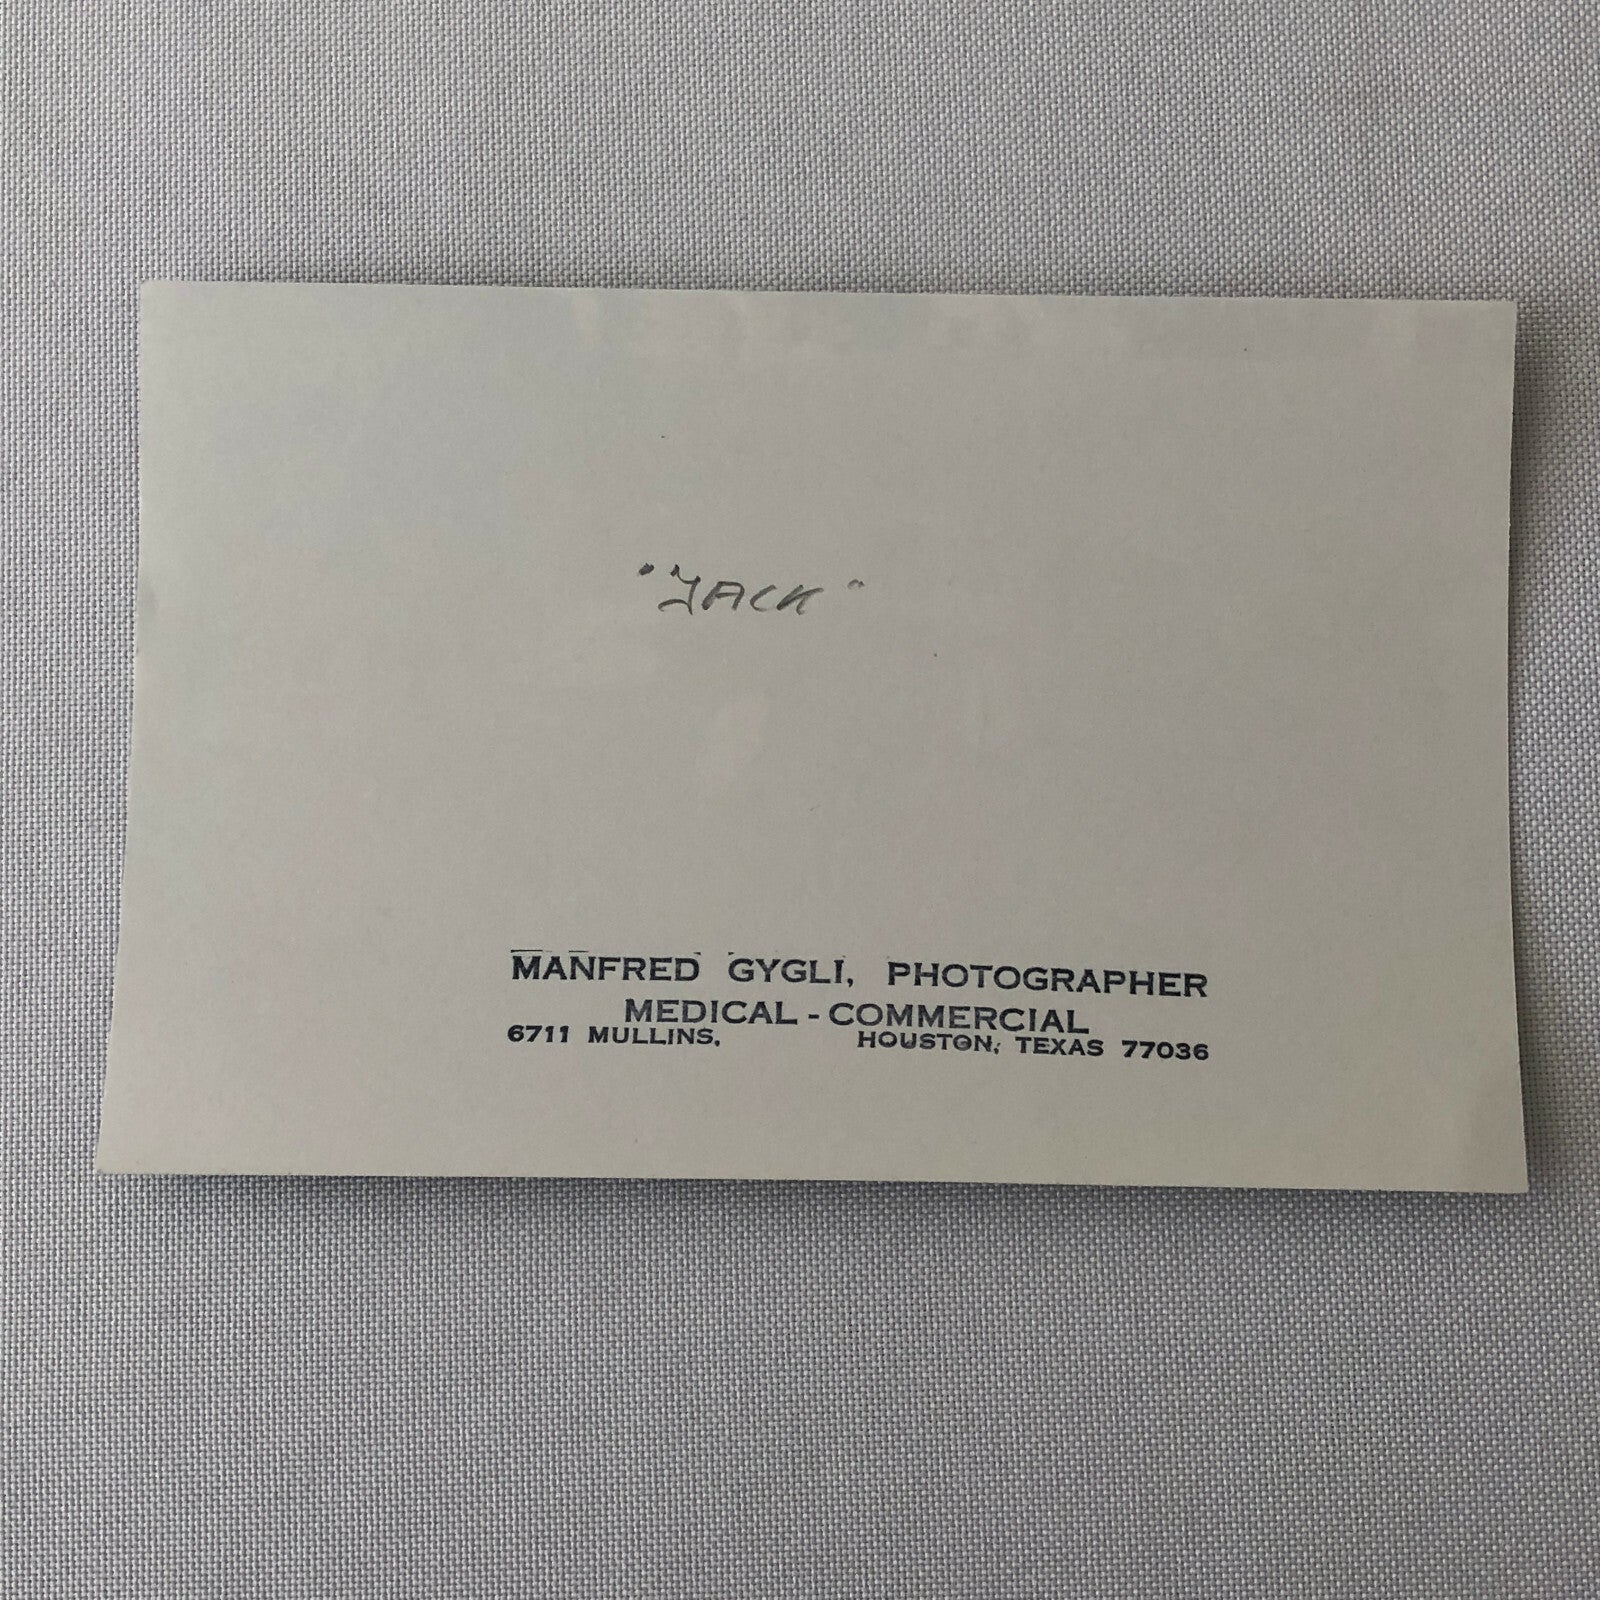 "JACK"
MANFRED GYGLI, PHOTOGRAPHER
MEDICAL - COMMERCIAL
6711 MULLINS, HOUSTON, TEXAS 77036